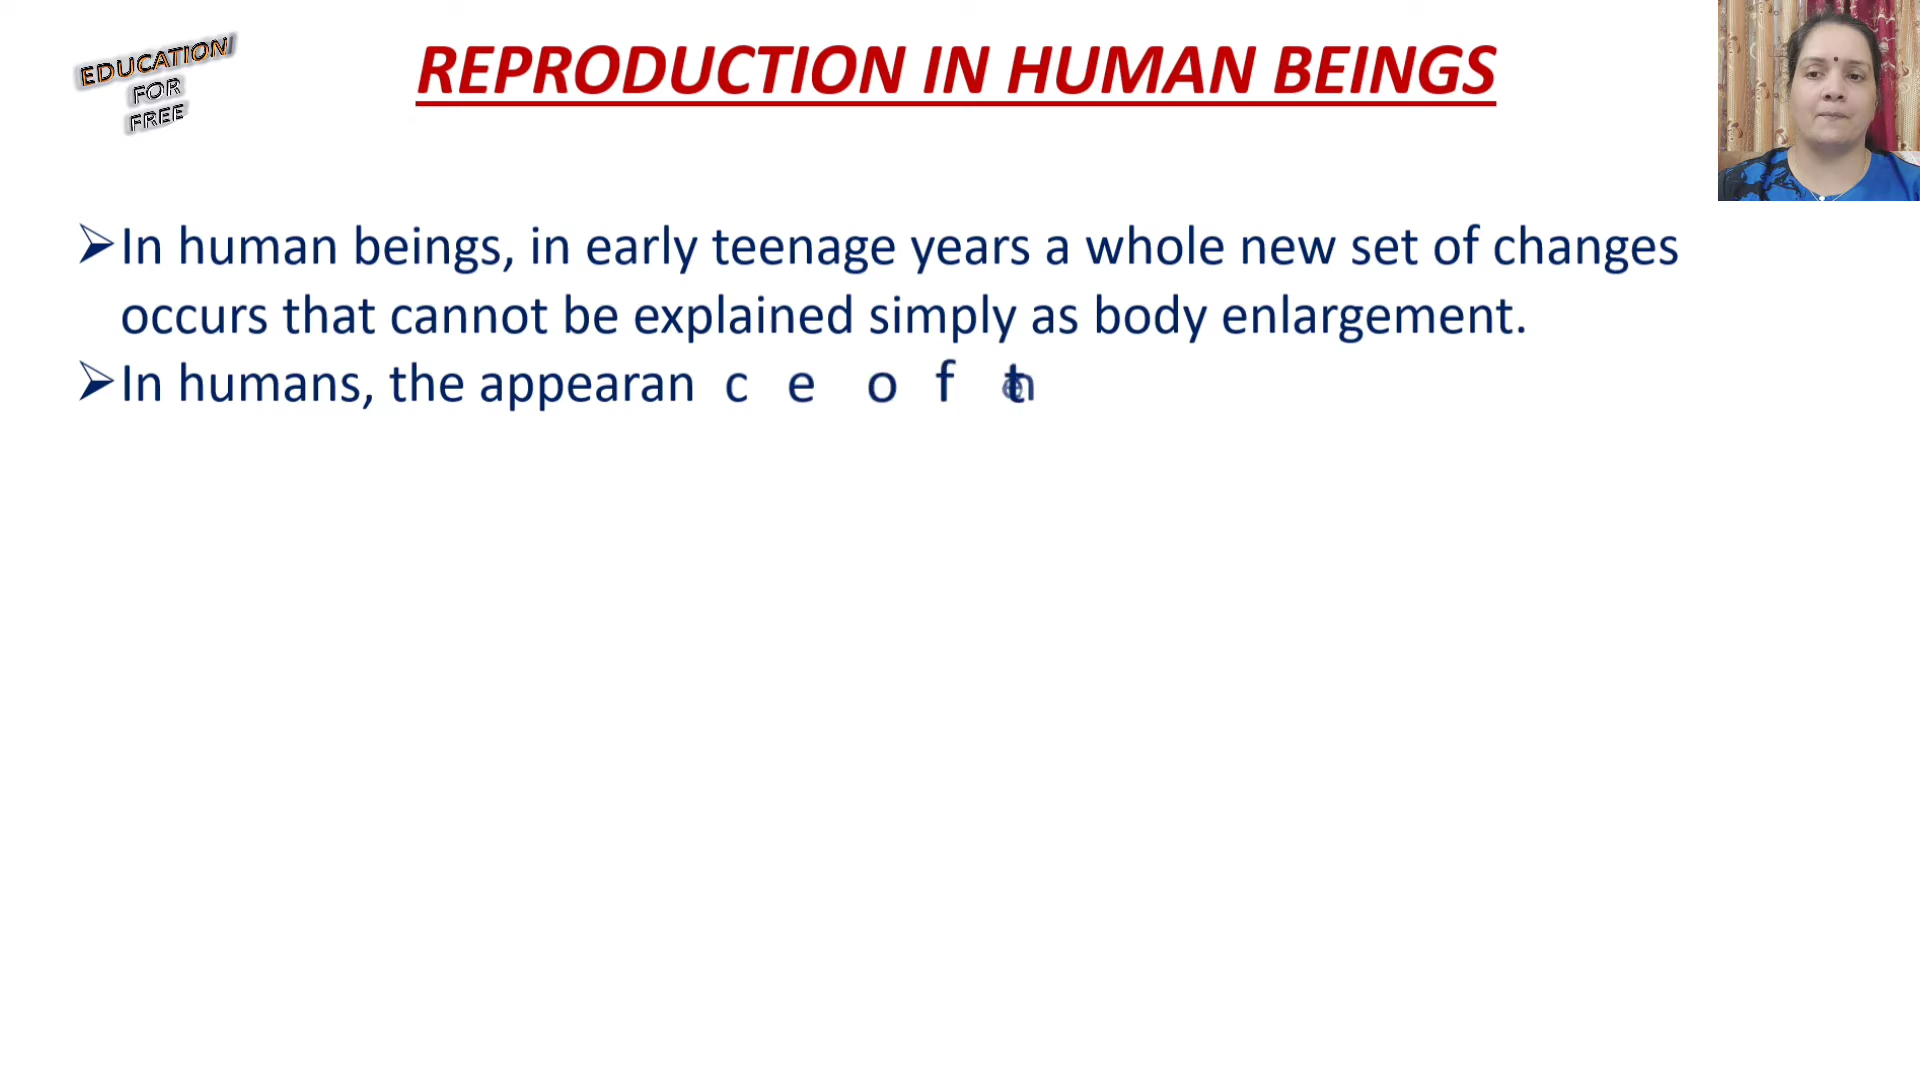 EDUCATION
FOR
FREE
REPRODUCTION IN HUMAN BEINGS
➢In human beings, in early teenage years a whole new set of changes
occurs that cannot be explained simply as body enlargement.
➢In humans, the appearan c e o f